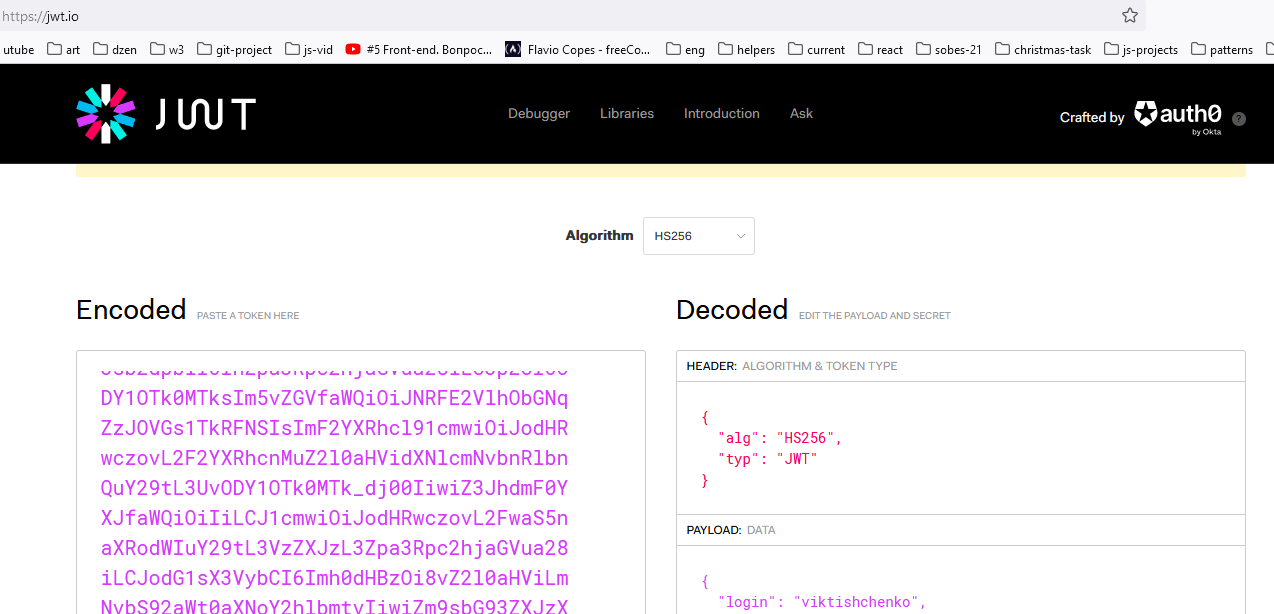 https://jwt.io
utube art dzen w3 git-project js-vid #5 Front-end. Вопрос... Flavio Copes - freeCo... eng helpers current react sobes-21 christmas-task js-projects patterns
JWT
Debugger Libraries Introduction Ask
Crafted by auth0
by Okta
?
Algorithm HS256
Encoded PASTE A TOKEN HERE
Decoded EDIT THE PAYLOAD AND SECRET
DY1OTk0MTksIm5vZGVfaWQiOiJNRFE2VlhObGNq
ZzJOVGs1TkRFNSIsImF2YXRhcl91cmwiOiJodHR
wczovL2F2YXRhcnMuZ2l0aHVidXNlcmNvbnRlbn
QuY29tL3UvODY1OTk0MTk_dj00IiwiZ3JhdmF0Y
XJfaWQiOiIiLCJ1cmwiOiJodHRwczovL2FwaS5n
aXRodWIuY29tL3VzZXJzL3Zpa3Rpc2hjaGVua28
iLCJodG1sX3VybCI6Imh0dHBzOi8vZ2l0aHViLm
NvbS92aWt0aXNoY2hlbmtvIiwiZm9sbG93ZXJzX
HEADER: ALGORITHM & TOKEN TYPE
{
"alg": "HS256",
"typ": "JWT"
}
PAYLOAD: DATA
{
"login": "viktishchenko",